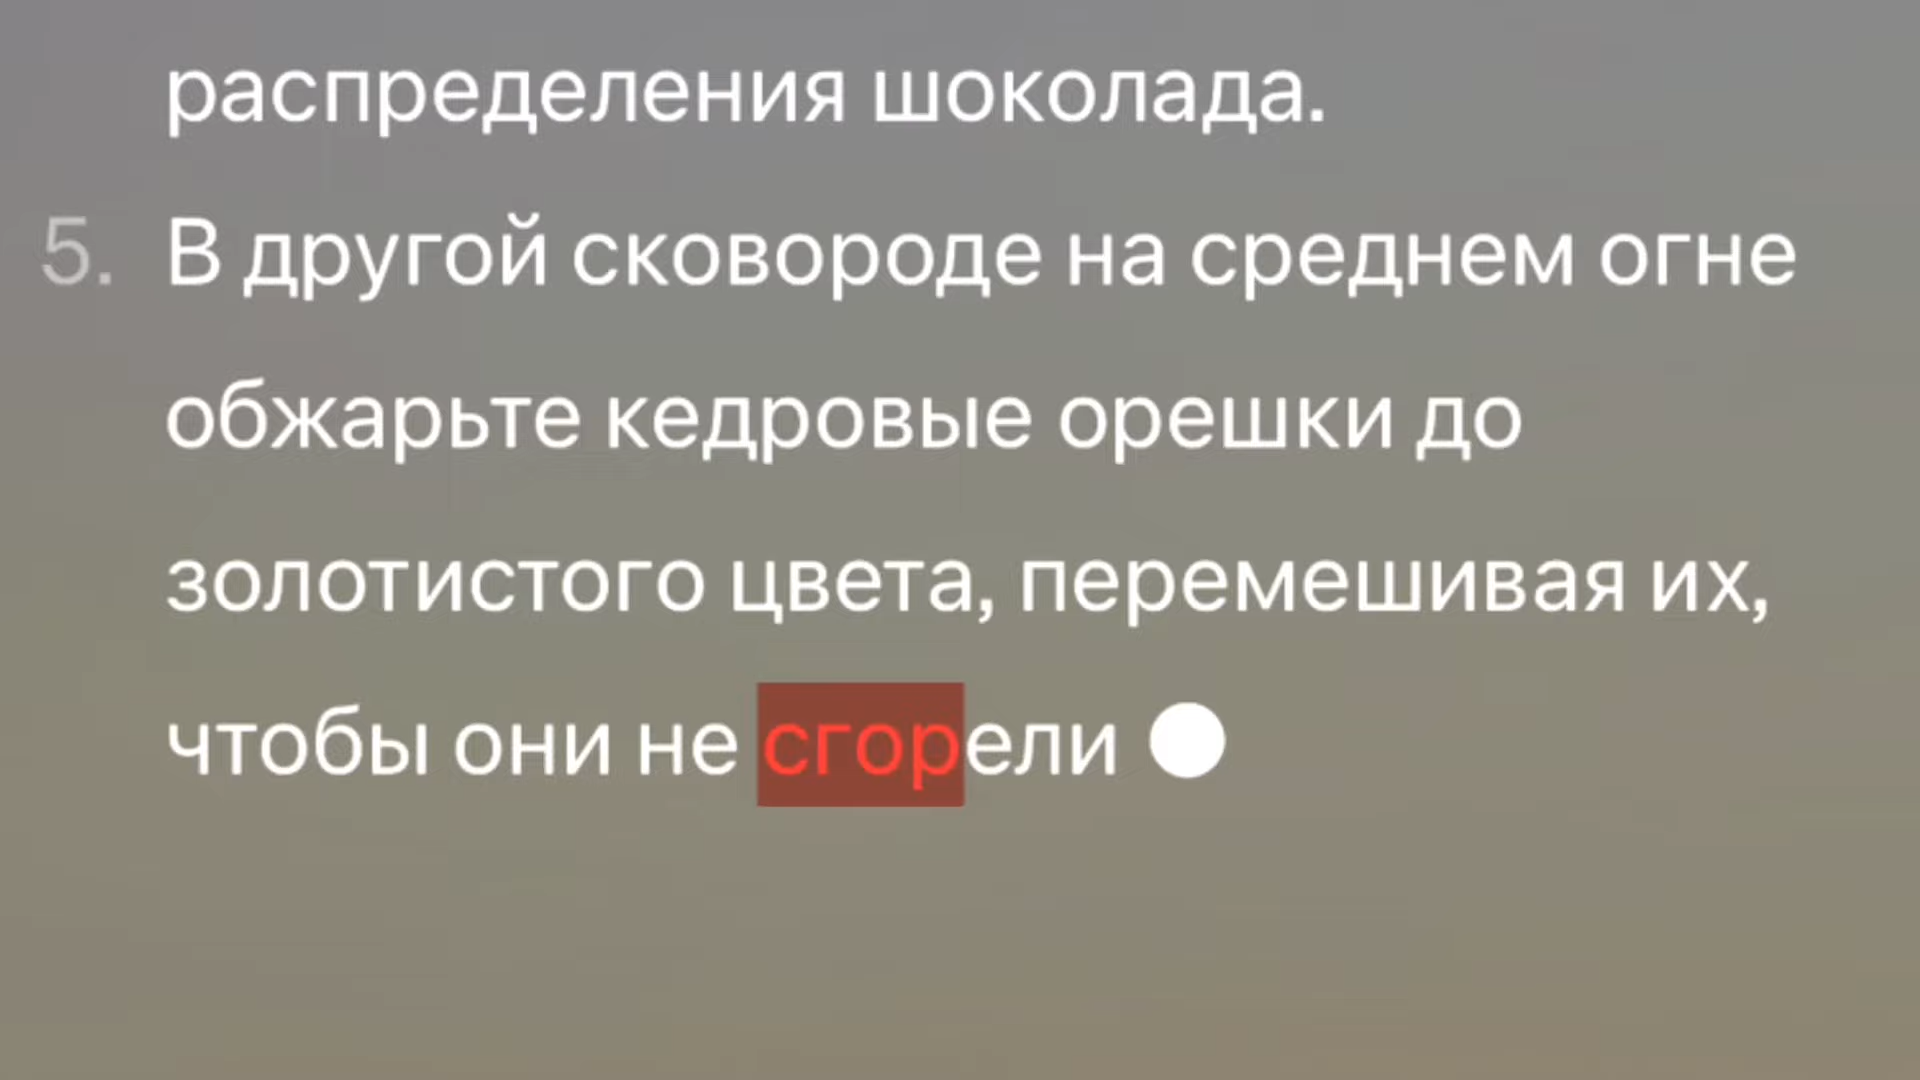 распределения шоколада.
5. В другой сковороде на среднем огне
обжарьте кедровые орешки до
золотистого цвета, перемешивая их,
чтобы они не сгорели